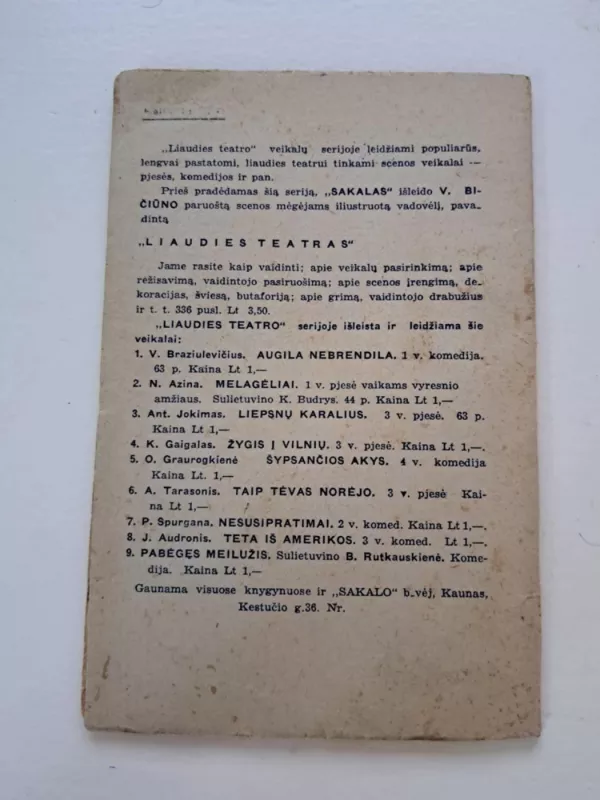 „Liaudies teatro" veikalų serijoje leidžiami populiarūs,
lengvai pastatomi, liaudies teatrui tinkami scenos veikalai —
pjesės, komedijos ir pan.
Prieš pradėdamas šią seriją, „SAKALAS" išleido V. BI-
ČIŪNO paruoštą scenos mėgėjams iliustruotą vadovėlį, pava-
dintą
„LIAUDIES TEATRAS"
Jame rasite kaip vaidinti; apie veikalų pasirinkimą; apie
režisavimą, vaidintojo pasiruošimą; apie scenos įrengimą, de-
koracijas, šviesą, butaforiją; apie grimą, vaidintojo drabužius
ir t. t. 336 pusl. Lt 3,50.
„LIAUDIES TEATRO" serijoje išleista ir leidžiama šie
veikalai:
1. V. Braziulevičius. AUGILA NEBRENDILA. 1 v. komedija.
63 p. Kaina Lt 1,—
2. N. Azina. MELAGĖLIAI. 1 v. pjesė vaikams vyresnio
amžiaus. Sulietuvino K. Budrys. 44 p. Kaina Lt 1,—
3. Ant. Jokimas. LIEPSNŲ KARALIUS. 3 v. pjesė. 63 p.
Kaina Lt 1,—
4. K. Gaigalas. ŽYGIS Į VILNIŲ. 3 v. pjesė. Kaina Lt 1,—.
5. O. Graurogkienė ŠYPSANČIOS AKYS. 4 v. komedija
Kaina Lt. 1,—
6. A. Tarasonis. TAIP TĖVAS NORĖJO. 3 v. pjesė Kai-
na Lt 1,—
7. P. Spurgana. NESUSIPRATIMAI. 2 v. komed. Kaina Lt 1,—.
8. J. Audronis. TETA IŠ AMERIKOS. 3 v. komed. Lt 1,—.
9. PABĖGĘS MEILUŽIS. Sulietuvino B. Rutkauskienė. Kome-
dija. Kaina Lt 1,—
Gaunama visuose knygynuose ir „SAKALO" b-vėj, Kaunas,
Kestučio g.36. Nr.